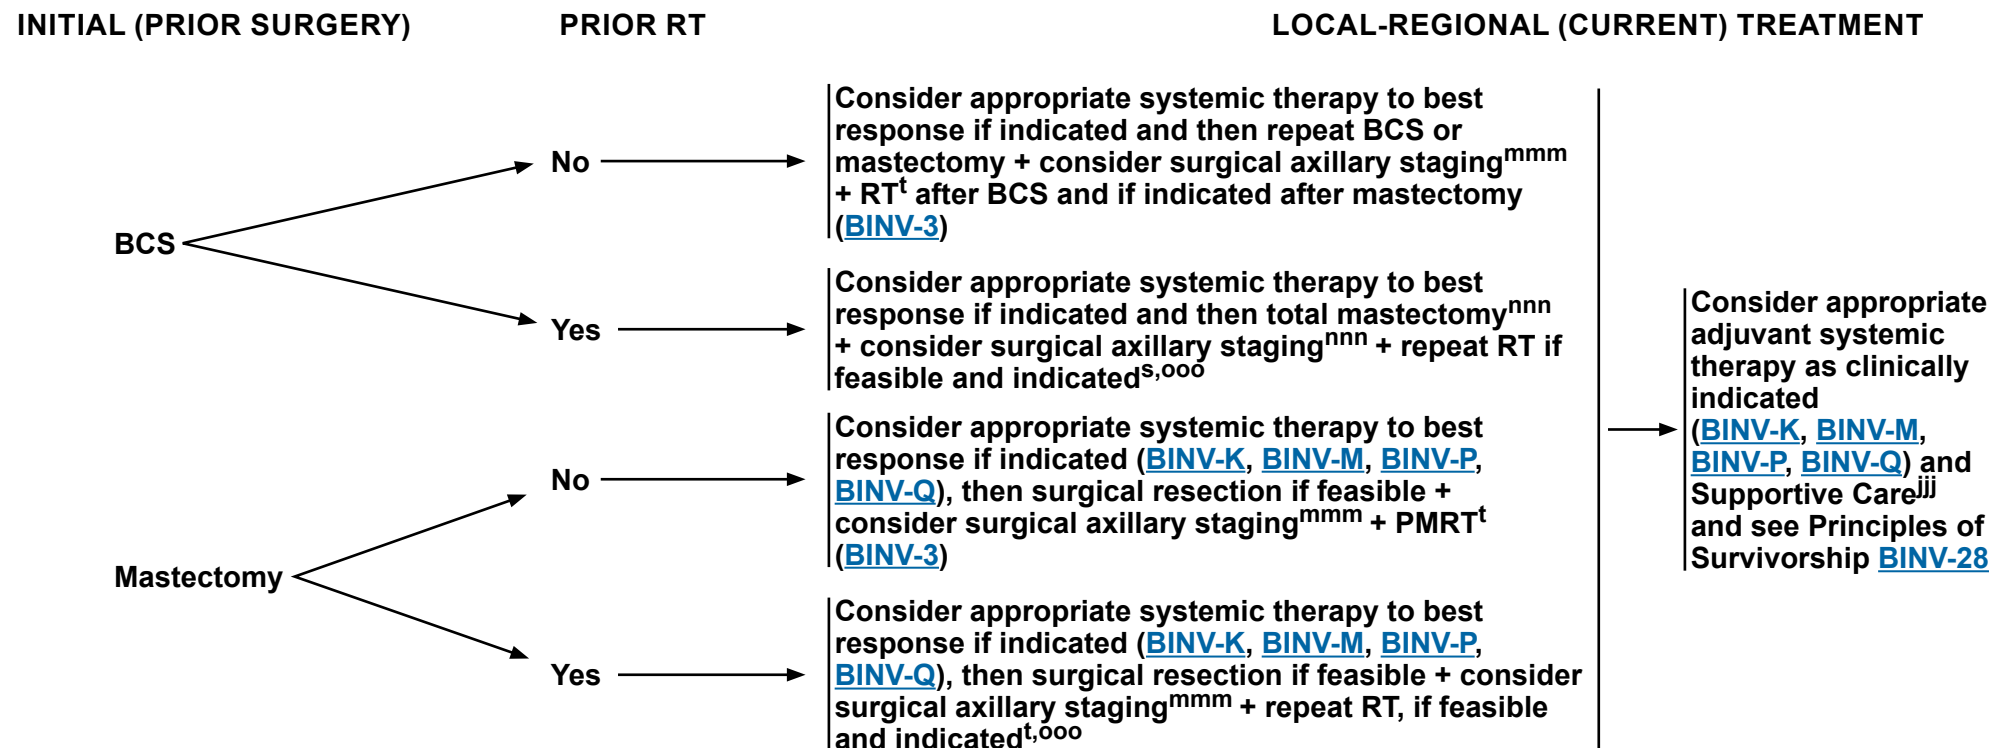 INITIAL (PRIOR SURGERY)
PRIOR RT
LOCAL-REGIONAL (CURRENT) TREATMENT
BCS
No
Consider appropriate systemic therapy to best
response if indicated and then repeat BCS or
mastectomy + consider surgical axillary stagingmmm
+ RTt after BCS and if indicated after mastectomy
(BINV-3)
Yes
Consider appropriate systemic therapy to best
response if indicated and then total mastectomynnn
+ consider surgical axillary stagingnnn + repeat RT if
feasible and indicateds,ooo
Mastectomy
No
Consider appropriate systemic therapy to best
response if indicated (BINV-K, BINV-M, BINV-P,
BINV-Q), then surgical resection if feasible +
consider surgical axillary stagingmmm + PMRTt
(BINV-3)
Yes
Consider appropriate systemic therapy to best
response if indicated (BINV-K, BINV-M, BINV-P,
BINV-Q), then surgical resection if feasible + consider
surgical axillary stagingmmm + repeat RT, if feasible
and indicatedt,ooo
Consider appropriate
adjuvant systemic
therapy as clinically
indicated
(BINV-K, BINV-M,
BINV-P, BINV-Q) and
Supportive Carejjj
and see Principles of
Survivorship BINV-28